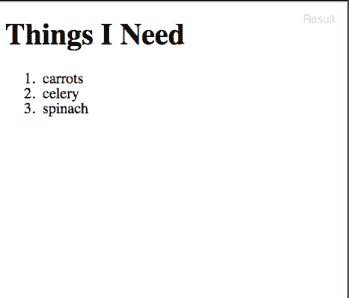 Result
Things I Need
1. carrots
2. celery
3. spinach